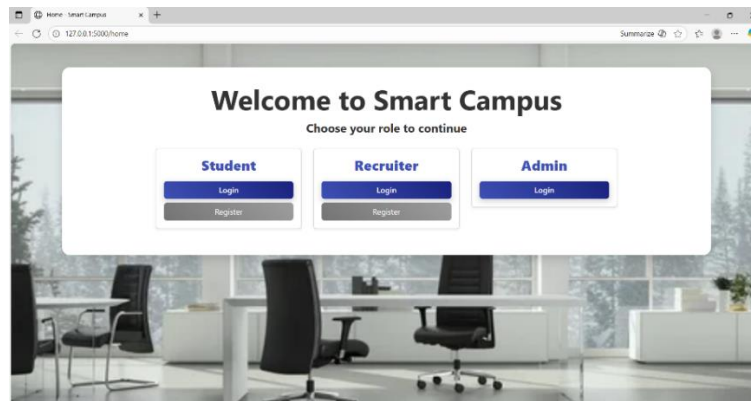 Home - Smart Campus
127.0.0.1:5000/home
Summarize
Welcome to Smart Campus
Choose your role to continue
Student
Recruiter
Admin
Login
Login
Login
Register
Register